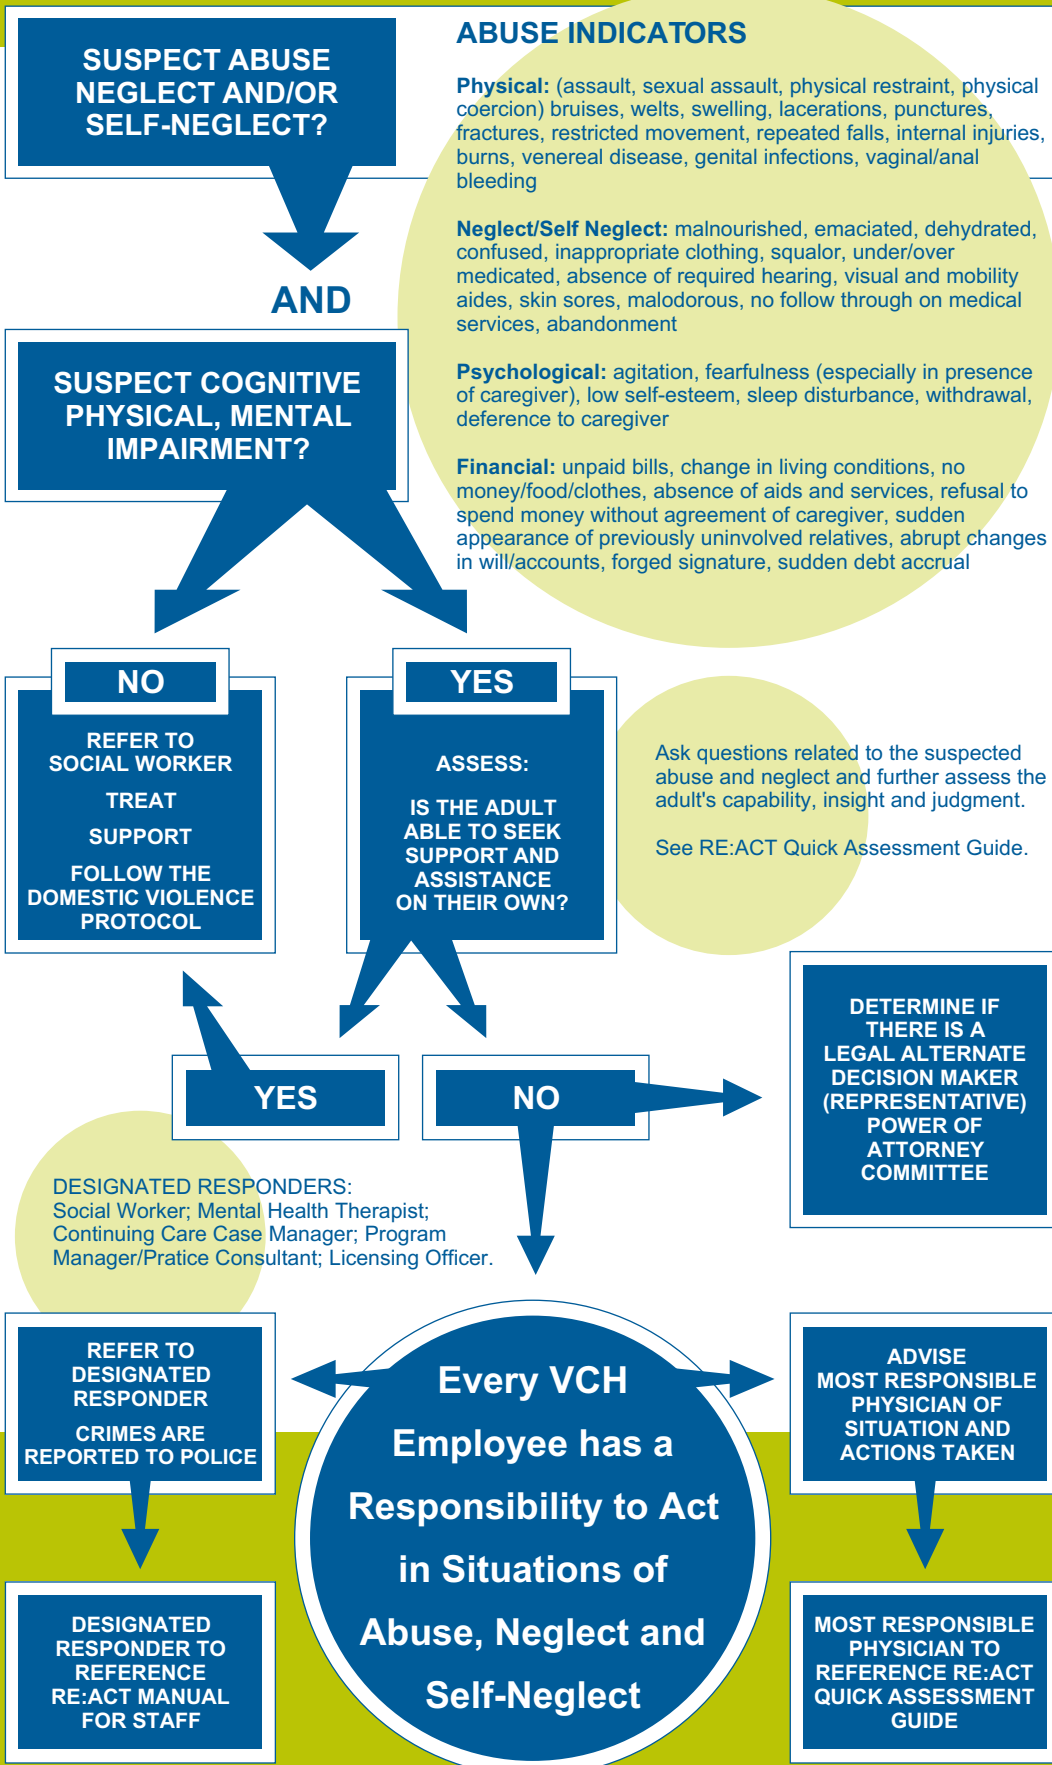 SUSPECT ABUSE
NEGLECT AND/OR
SELF-NEGLECT?
ABUSE INDICATORS
Physical: (assault, sexual assault, physical restraint, physical
coercion) bruises, welts, swelling, lacerations, punctures,
fractures, restricted movement, repeated falls, internal injuries,
burns, venereal disease, genital infections, vaginal/anal
bleeding
Neglect/Self Neglect: malnourished, emaciated, dehydrated,
confused, inappropriate clothing, squalor, under/over
medicated, absence of required hearing, visual and mobility
aides, skin sores, malodorous, no follow through on medical
services, abandonment
Psychological: agitation, fearfulness (especially in presence
of caregiver), low self-esteem, sleep disturbance, withdrawal,
deference to caregiver
Financial: unpaid bills, change in living conditions, no
money/food/clothes, absence of aids and services, refusal to
spend money without agreement of caregiver, sudden
appearance of previously uninvolved relatives, abrupt changes
in will/accounts, forged signature, sudden debt accrual
AND
SUSPECT COGNITIVE
PHYSICAL, MENTAL
IMPAIRMENT?
NO
REFER TO
SOCIAL WORKER
TREAT
SUPPORT
FOLLOW THE
DOMESTIC VIOLENCE
PROTOCOL
YES
ASSESS:
IS THE ADULT
ABLE TO SEEK
SUPPORT AND
ASSISTANCE
ON THEIR OWN?
Ask questions related to the suspected
abuse and neglect and further assess the
adult's capability, insight and judgment.
See RE:ACT Quick Assessment Guide.
YES
NO
DETERMINE IF
THERE IS A
LEGAL ALTERNATE
DECISION MAKER
(REPRESENTATIVE)
POWER OF
ATTORNEY
COMMITTEE
DESIGNATED RESPONDERS:
Social Worker; Mental Health Therapist;
Continuing Care Case Manager; Program
Manager/Pratice Consultant; Licensing Officer.
REFER TO
DESIGNATED
RESPONDER
CRIMES ARE
REPORTED TO POLICE
Every VCH
Employee has a
Responsibility to Act
in Situations of
Abuse, Neglect and
Self-Neglect
ADVISE
MOST RESPONSIBLE
PHYSICIAN OF
SITUATION AND
ACTIONS TAKEN
DESIGNATED
RESPONDER TO
REFERENCE
RE:ACT MANUAL
FOR STAFF
MOST RESPONSIBLE
PHYSICIAN TO
REFERENCE RE:ACT
QUICK ASSESSMENT
GUIDE